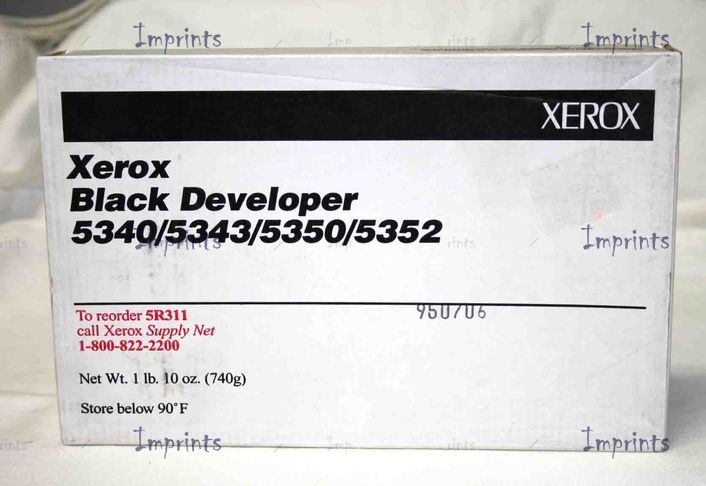 Imprints Imprints
XEROX
Xerox
Black Developer
5340/5343/5350/5352
Imprints Imprints
950706
To reorder 5R311
call Xerox Supply Net
1-800-822-2200
Net Wt. 1 lb. 10 oz. (740g)
Store below 90°F
Imprints Imprints